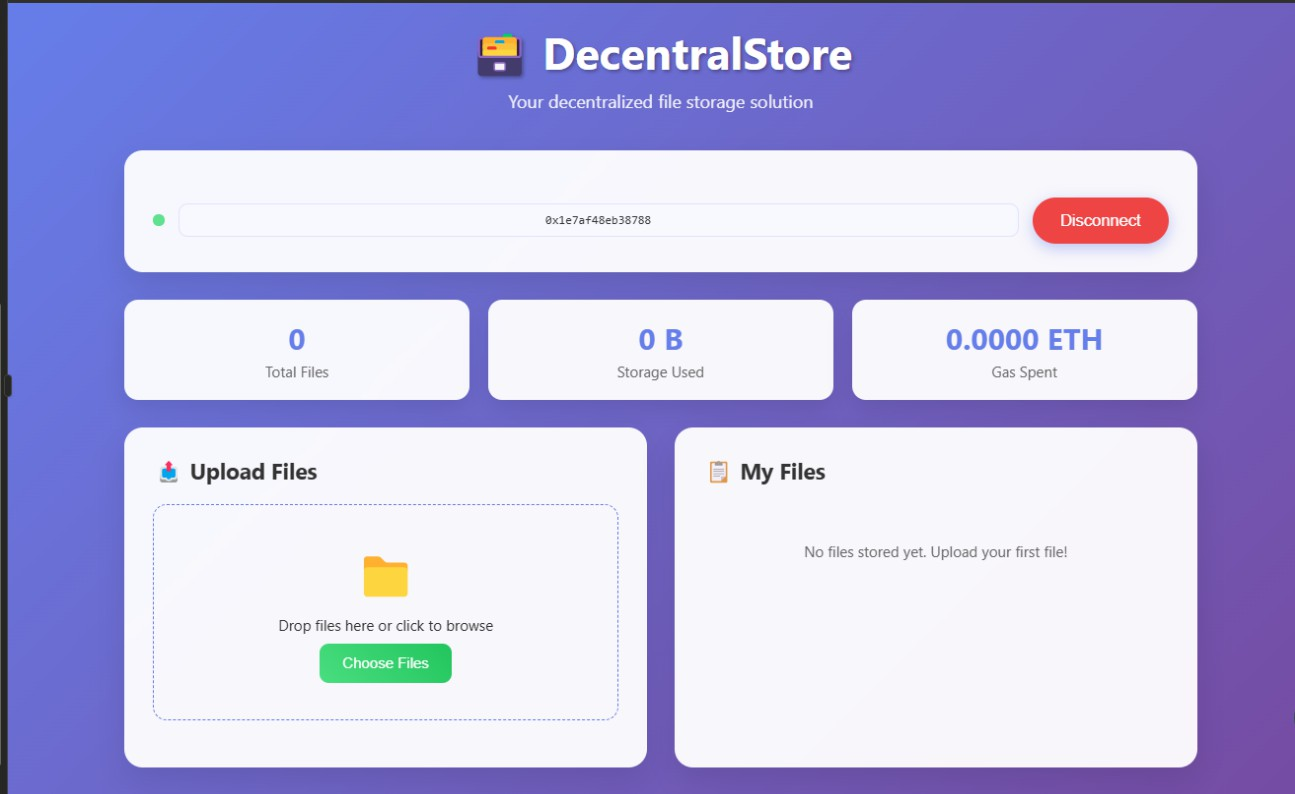 DecentralStore
Your decentralized file storage solution
0x1e7af48eb38788
Disconnect
0
Total Files
0 B
Storage Used
0.0000 ETH
Gas Spent
Upload Files
Drop files here or click to browse
Choose Files
My Files
No files stored yet. Upload your first file!